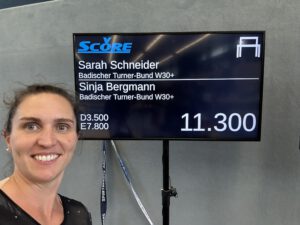 SCORE
Sarah Schneider
Badischer Turner-Bund W30+
Sinja Bergmann
Badischer Turner-Bund W30+
D3.500
E7.800
11.300